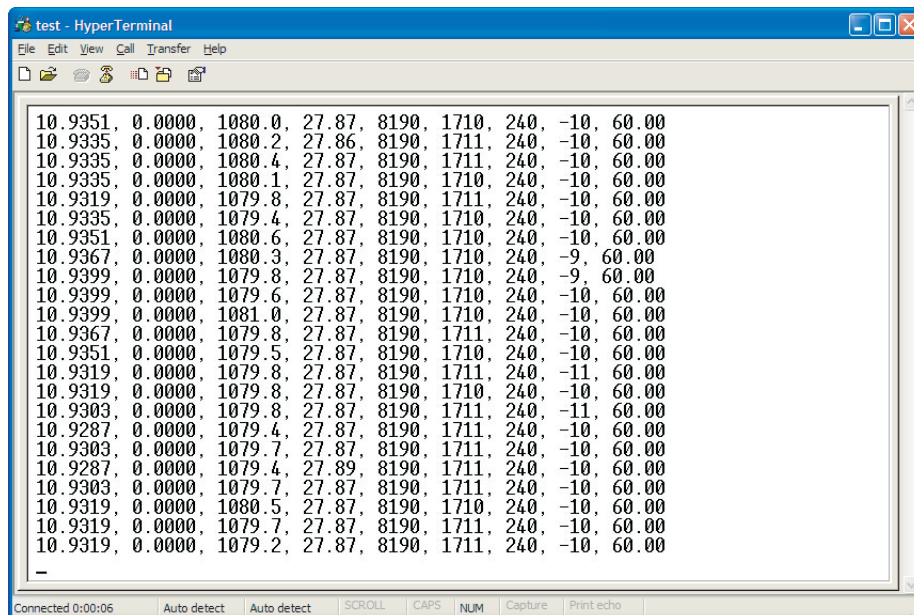 test - HyperTerminal
File Edit View Call Transfer Help
10.9351, 0.0000, 1080.0, 27.87, 8190, 1710, 240, -10, 60.00
10.9335, 0.0000, 1080.2, 27.86, 8190, 1711, 240, -10, 60.00
10.9335, 0.0000, 1080.4, 27.87, 8190, 1711, 240, -10, 60.00
10.9335, 0.0000, 1080.1, 27.87, 8190, 1710, 240, -10, 60.00
10.9319, 0.0000, 1079.8, 27.87, 8190, 1711, 240, -10, 60.00
10.9335, 0.0000, 1079.4, 27.87, 8190, 1710, 240, -10, 60.00
10.9351, 0.0000, 1080.6, 27.87, 8190, 1710, 240, -10, 60.00
10.9367, 0.0000, 1080.3, 27.87, 8190, 1710, 240, -9, 60.00
10.9399, 0.0000, 1079.8, 27.87, 8190, 1710, 240, -9, 60.00
10.9399, 0.0000, 1079.6, 27.87, 8190, 1710, 240, -10, 60.00
10.9399, 0.0000, 1081.0, 27.87, 8190, 1710, 240, -10, 60.00
10.9367, 0.0000, 1079.8, 27.87, 8190, 1711, 240, -10, 60.00
10.9351, 0.0000, 1079.5, 27.87, 8190, 1710, 240, -10, 60.00
10.9319, 0.0000, 1079.8, 27.87, 8190, 1711, 240, -11, 60.00
10.9319, 0.0000, 1079.8, 27.87, 8190, 1710, 240, -10, 60.00
10.9303, 0.0000, 1079.8, 27.87, 8190, 1711, 240, -11, 60.00
10.9287, 0.0000, 1079.4, 27.87, 8190, 1711, 240, -10, 60.00
10.9303, 0.0000, 1079.7, 27.87, 8190, 1711, 240, -10, 60.00
10.9287, 0.0000, 1079.4, 27.89, 8190, 1711, 240, -10, 60.00
10.9303, 0.0000, 1079.7, 27.87, 8190, 1711, 240, -10, 60.00
10.9319, 0.0000, 1080.5, 27.87, 8190, 1710, 240, -10, 60.00
10.9319, 0.0000, 1079.7, 27.87, 8190, 1711, 240, -10, 60.00
10.9319, 0.0000, 1079.2, 27.87, 8190, 1711, 240, -10, 60.00
_
Connected 0:00:06 Auto detect Auto detect SCROLL CAPS NUM Capture Print echo